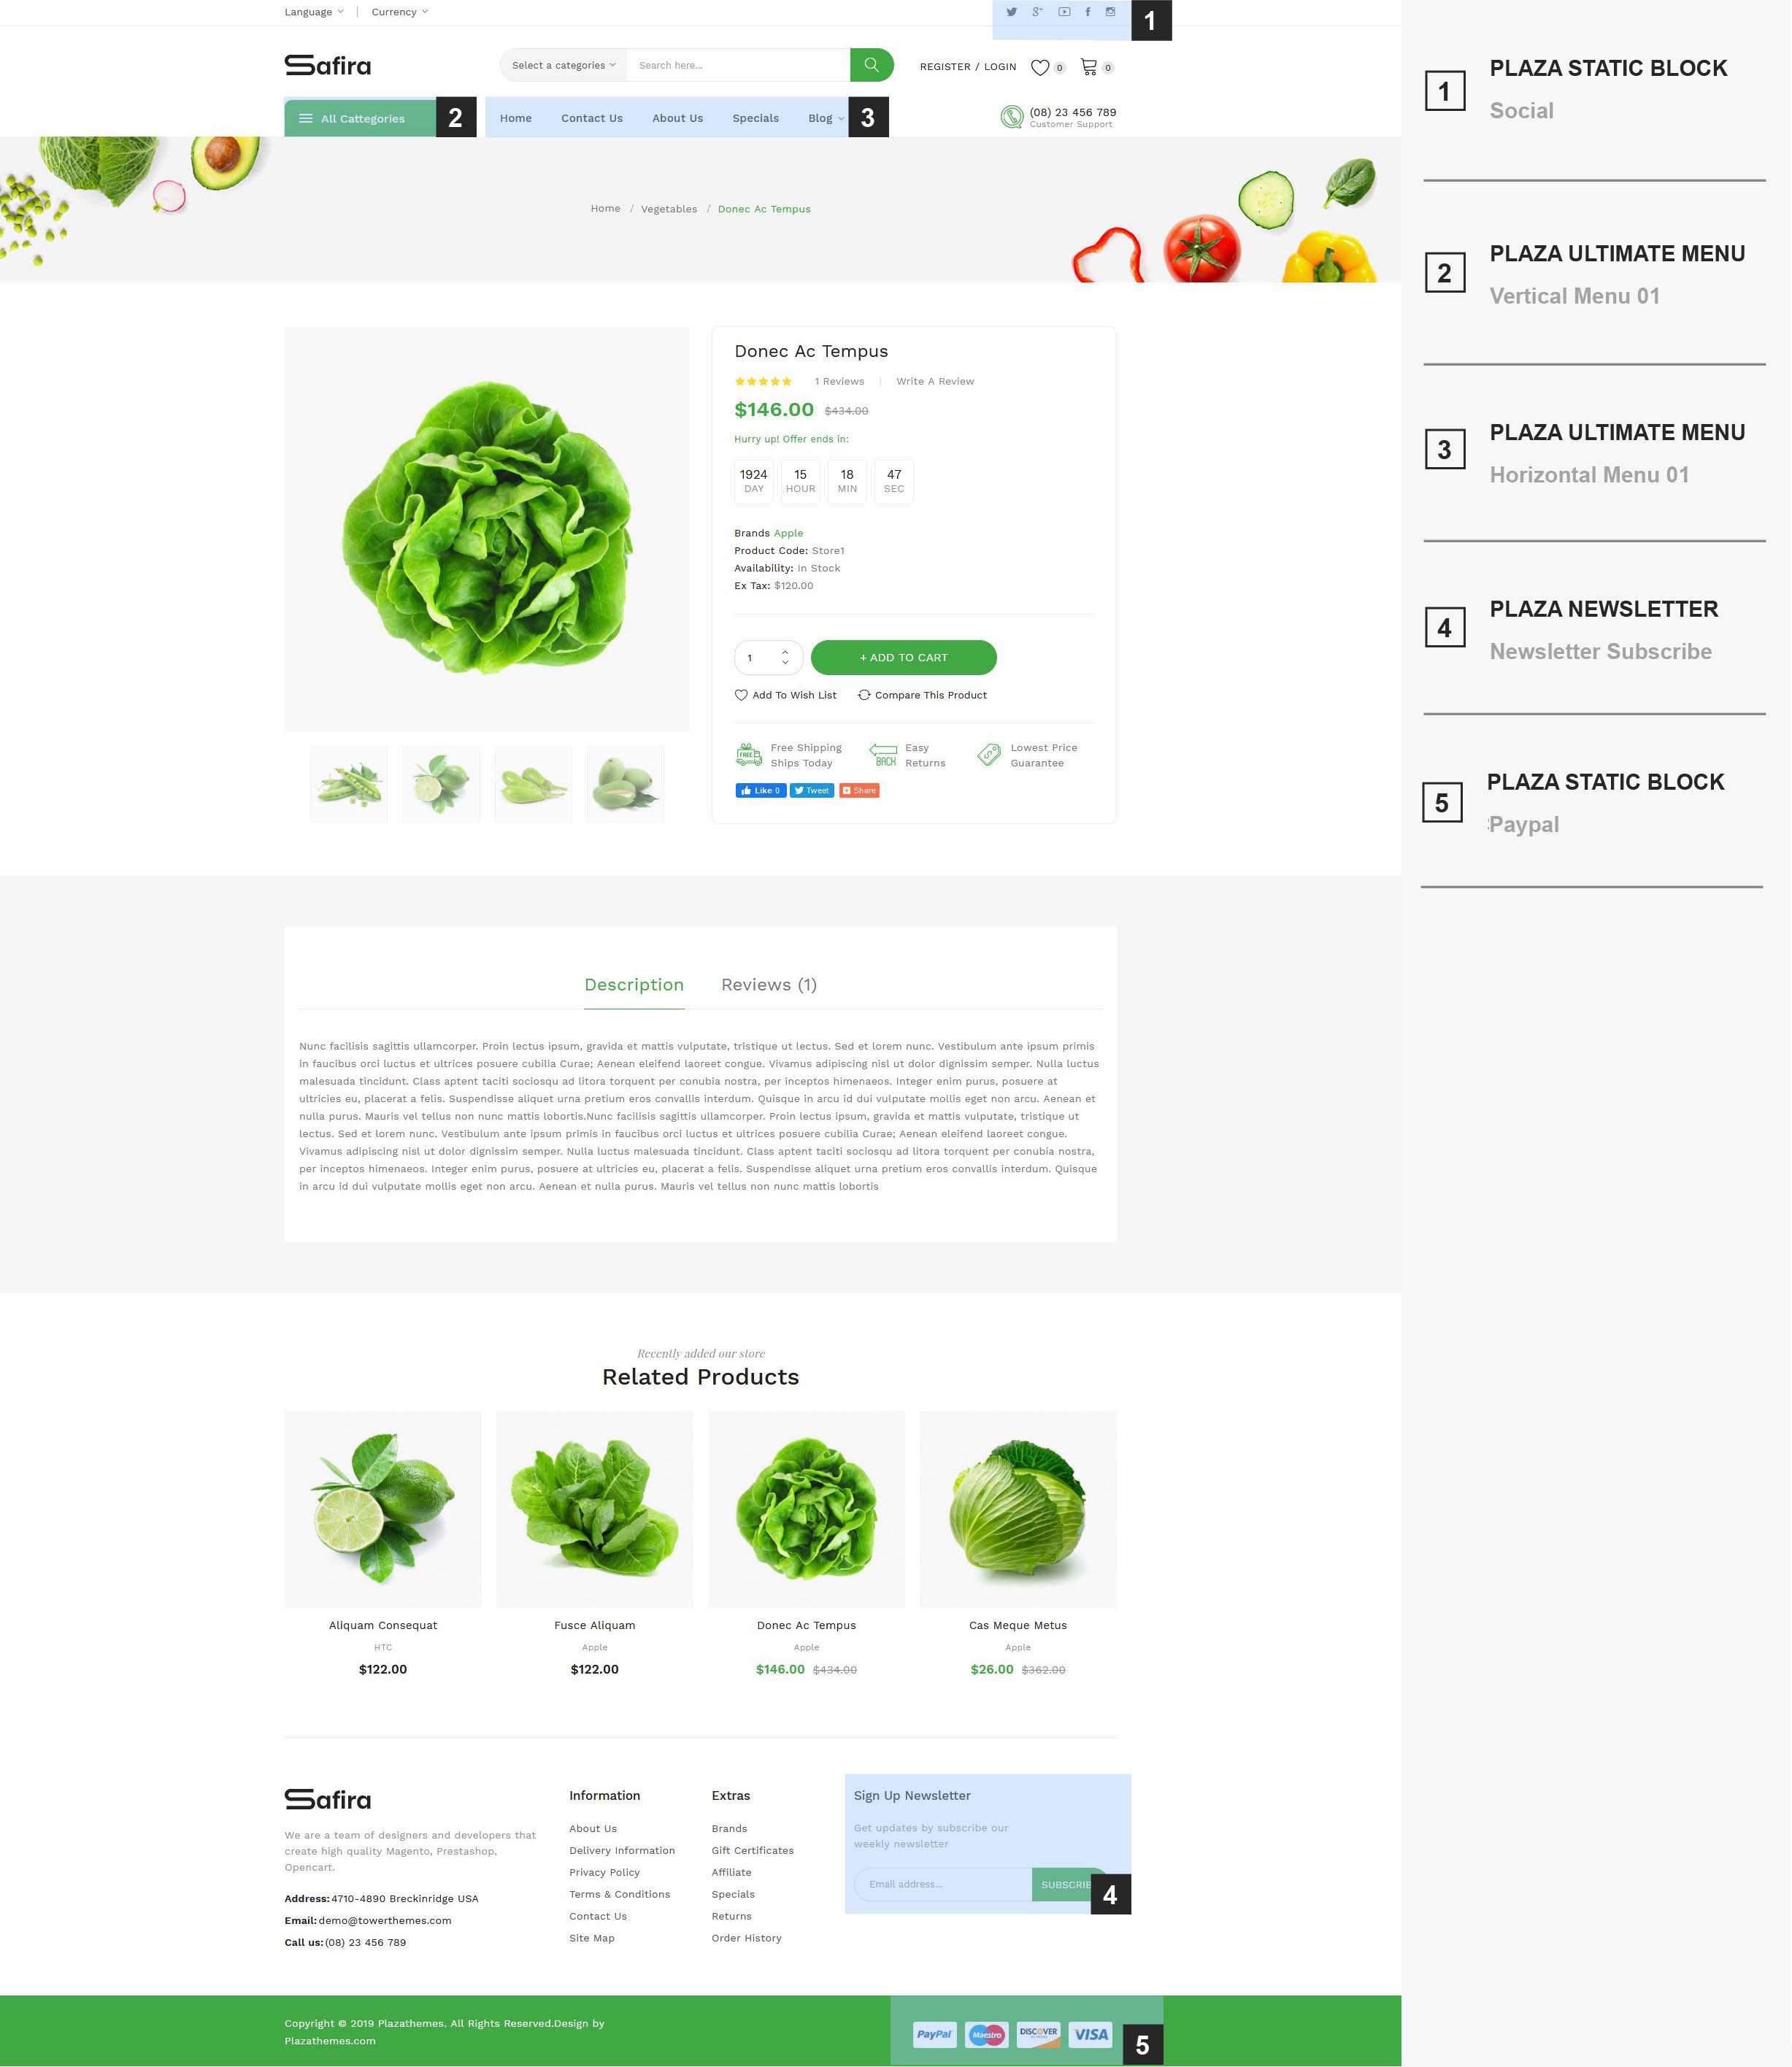 Language
Currency
1
Safira
Select a categories
Search here...
REGISTER / LOGIN
0
0
All Cattegories
2
Home
Contact Us
About Us
Specials
Blog
3
(08) 23 456 789
Customer Support
Home / Vegetables / Donec Ac Tempus
Donec Ac Tempus
1 Reviews | Write A Review
$146.00 $434.00
Hurry up! Offer ends in:
1924 15 18 47
DAY HOUR MIN SEC
Brands Apple
Product Code: Store1
Availability: In Stock
Ex Tax: $120.00
1
+ ADD TO CART
Add To Wish List
Compare This Product
FREE
Free Shipping
Ships Today
BACK
Easy
Returns
Lowest Price
Guarantee
Like 0
Tweet
Share
Description
Reviews (1)
Nunc facilisis sagittis ullamcorper. Proin lectus ipsum, gravida et mattis vulputate, tristique ut lectus. Sed et lorem nunc. Vestibulum ante ipsum primis
in faucibus orci luctus et ultrices posuere cubilia Curae; Aenean eleifend laoreet congue. Vivamus adipiscing nisl ut dolor dignissim semper. Nulla luctus
malesuada tincidunt. Class aptent taciti sociosqu ad litora torquent per conubia nostra, per inceptos himenaeos. Integer enim purus, posuere at
ultricies eu, placerat a felis. Suspendisse aliquet urna pretium eros convallis interdum. Quisque in arcu id dui vulputate mollis eget non arcu. Aenean et
nulla purus. Mauris vel tellus non nunc mattis lobortis.Nunc facilisis sagittis ullamcorper. Proin lectus ipsum, gravida et mattis vulputate, tristique ut
lectus. Sed et lorem nunc. Vestibulum ante ipsum primis in faucibus orci luctus et ultrices posuere cubilia Curae; Aenean eleifend laoreet congue.
Vivamus adipiscing nisl ut dolor dignissim semper. Nulla luctus malesuada tincidunt. Class aptent taciti sociosqu ad litora torquent per conubia nostra,
per inceptos himenaeos. Integer enim purus, posuere at ultricies eu, placerat a felis. Suspendisse aliquet urna pretium eros convallis interdum. Quisque
in arcu id dui vulputate mollis eget non arcu. Aenean et nulla purus. Mauris vel tellus non nunc mattis lobortis
Recently added our store
Related Products
Aliquam Consequat
HTC
$122.00
Fusce Aliquam
Apple
$122.00
Donec Ac Tempus
Apple
$146.00 $434.00
Cas Meque Metus
Apple
$26.00 $362.00
Safira
We are a team of designers and developers that
create high quality Magento, Prestashop,
Opencart.
Address: 4710-4890 Breckinridge USA
Email: demo@towerthemes.com
Call us: (08) 23 456 789
Information
About Us
Delivery Information
Privacy Policy
Terms & Conditions
Contact Us
Site Map
Extras
Brands
Gift Certificates
Affiliate
Specials
Returns
Order History
Sign Up Newsletter
Get updates by subscribe our
weekly newsletter
Email address...
SUBSCRIBE
4
Copyright © 2019 Plazathemes. All Rights Reserved.Design by
Plazathemes.com
PayPal
Maestro
DISCOVER
VISA
5
1
PLAZA STATIC BLOCK
Social
2
PLAZA ULTIMATE MENU
Vertical Menu 01
3
PLAZA ULTIMATE MENU
Horizontal Menu 01
4
PLAZA NEWSLETTER
Newsletter Subscribe
5
PLAZA STATIC BLOCK
Paypal